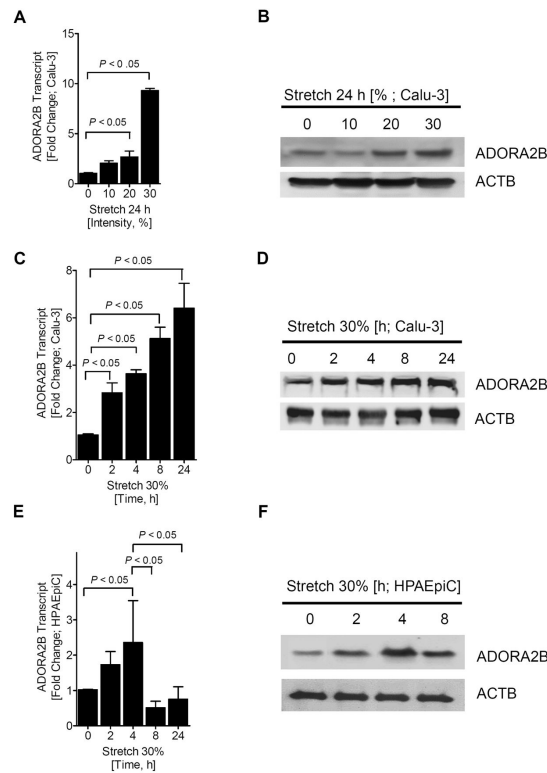 A
ADORA2B Transcript
[Fold Change; Calu-3]
15
10
5
0
P < 0 .05
P < 0.05
0 10 20 30
Stretch 24 h
[Intensity, %]
B
Stretch 24 h [% ; Calu-3]
0 10 20 30
ADORA2B
ACTB
C
ADORA2B Transcript
[Fold Change; Calu-3]
8
6
4
2
0
P < 0.05
P < 0.05
P < 0.05
P < 0.05
0 2 4 8 24
Stretch 30%
[Time, h]
D
Stretch 30% [h; Calu-3]
0 2 4 8 24
ADORA2B
ACTB
E
ADORA2B Transcript
[Fold Change; HPAEpiC]
4
2
1
0
P < 0.05
P < 0.05
P < 0.05
0 2 4 8 24
Stretch 30%
[Time, h]
F
Stretch 30% [h; HPAEpiC]
0 2 4 8
ADORA2B
ACTB